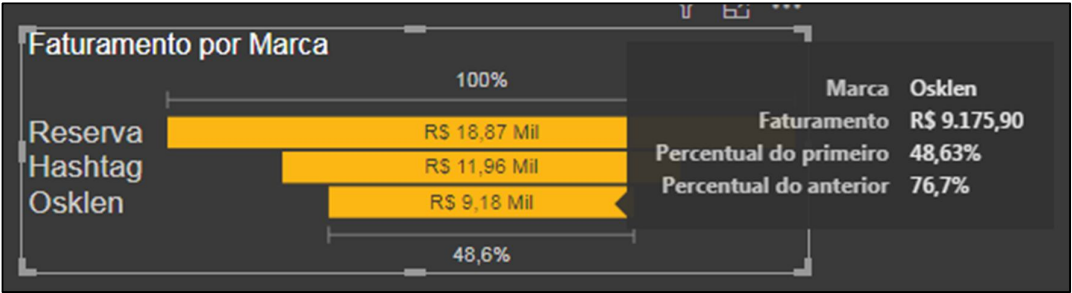 Faturamento por Marca
100%
Reserva R$ 18,87 Mil
Hashtag R$ 11,96 Mil
Osklen R$ 9,18 Mil
48,6%
Marca Osklen
Faturamento R$ 9.175,90
Percentual do primeiro 48,63%
Percentual do anterior 76,7%